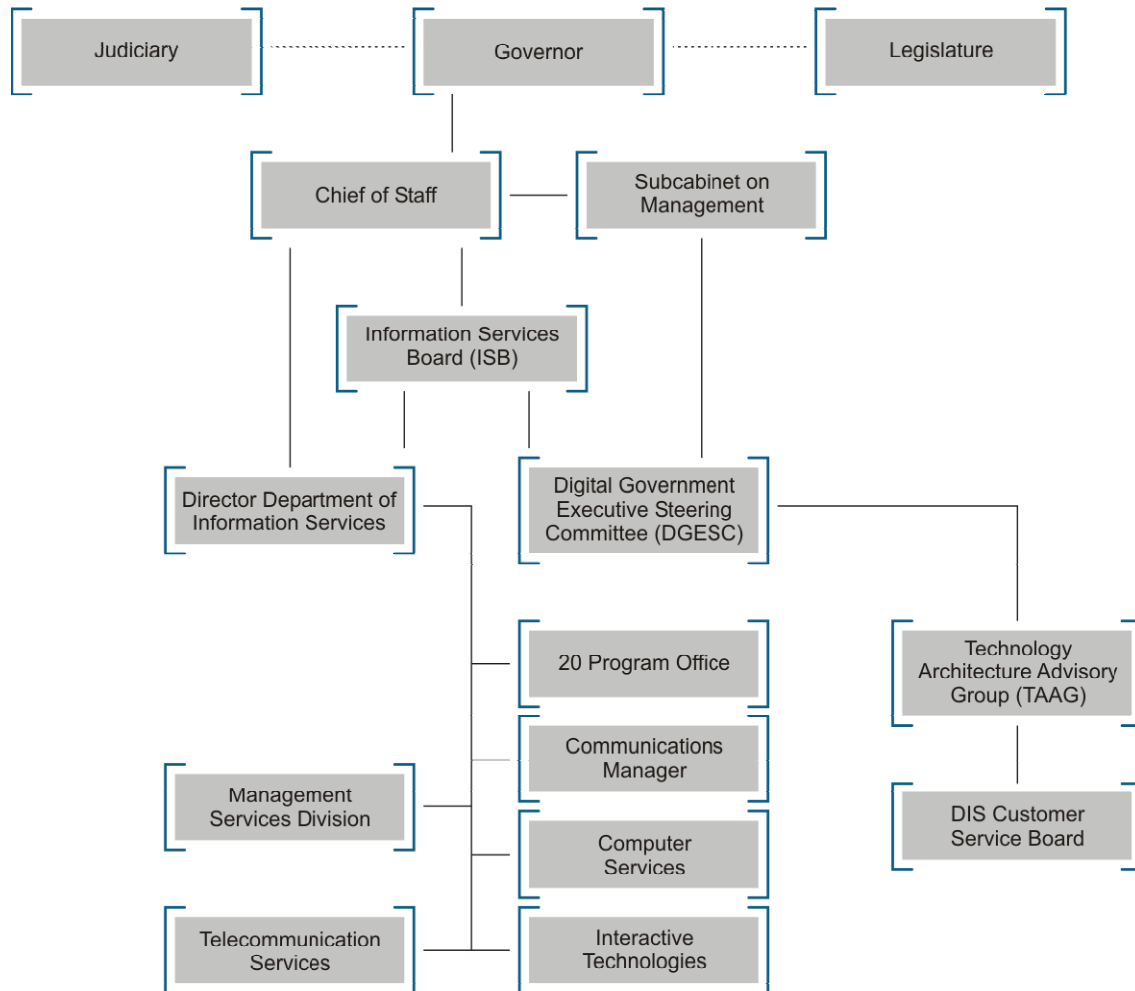 Judiciary
Governor
Legislature
Chief of Staff
Subcabinet on
Management
Information Services
Board (ISB)
Director Department of
Information Services
Digital Government
Executive Steering
Committee (DGESC)
20 Program Office
Technology
Architecture Advisory
Group (TAAG)
Communications
Manager
Management
Services Division
DIS Customer
Service Board
Computer
Services
Telecommunication
Services
Interactive
Technologies